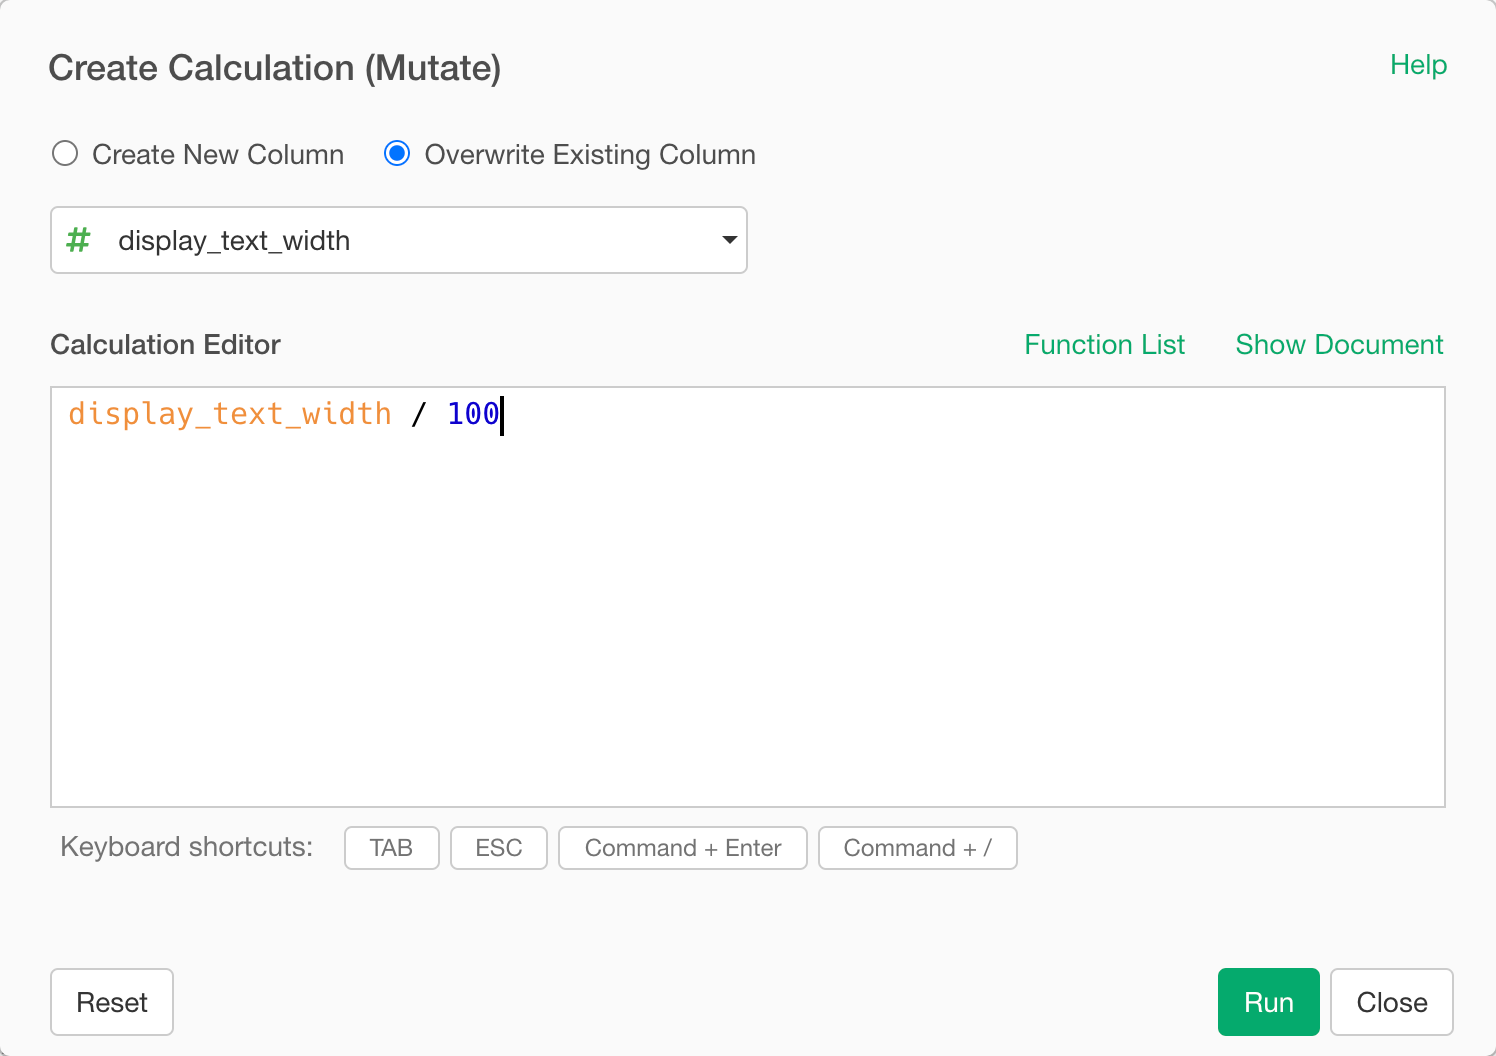 Create Calculation (Mutate)
Help
Create New Column
Overwrite Existing Column
# display_text_width
Calculation Editor
Function List
Show Document
display_text_width / 100
Keyboard shortcuts:
TAB
ESC
Command + Enter
Command + /
Reset
Run
Close